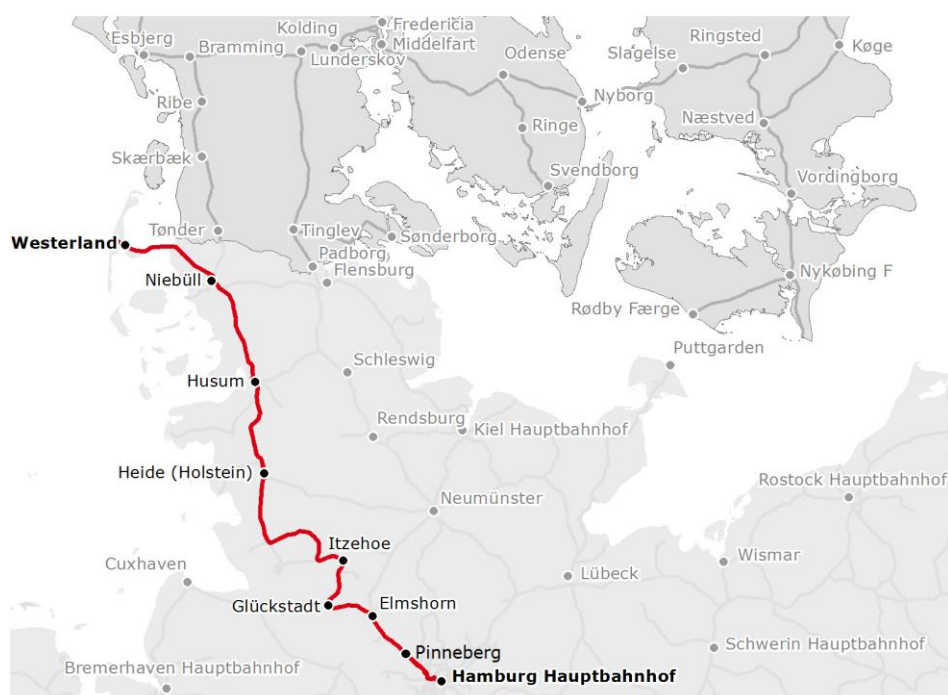 Esbjerg
Bramming
Kolding
Lunderskov
Fredericia
Middelfart
Odense
Slagelse
Ringsted
Køge
Ribe
Nyborg
Næstved
Ringe
Skærbæk
Svendborg
Vordingborg
Westerland
Tønder
Tinglev
Sønderborg
Padborg
Flensburg
Niebüll
Nykøbing F
Rødby Færge
Puttgarden
Schleswig
Husum
Rendsburg
Kiel Hauptbahnhof
Heide (Holstein)
Neumünster
Rostock Hauptbahnhof
Itzehoe
Wismar
Cuxhaven
Lübeck
Glückstadt
Elmshorn
Schwerin Hauptbahnhof
Pinneberg
Bremerhaven Hauptbahnhof
Hamburg Hauptbahnhof